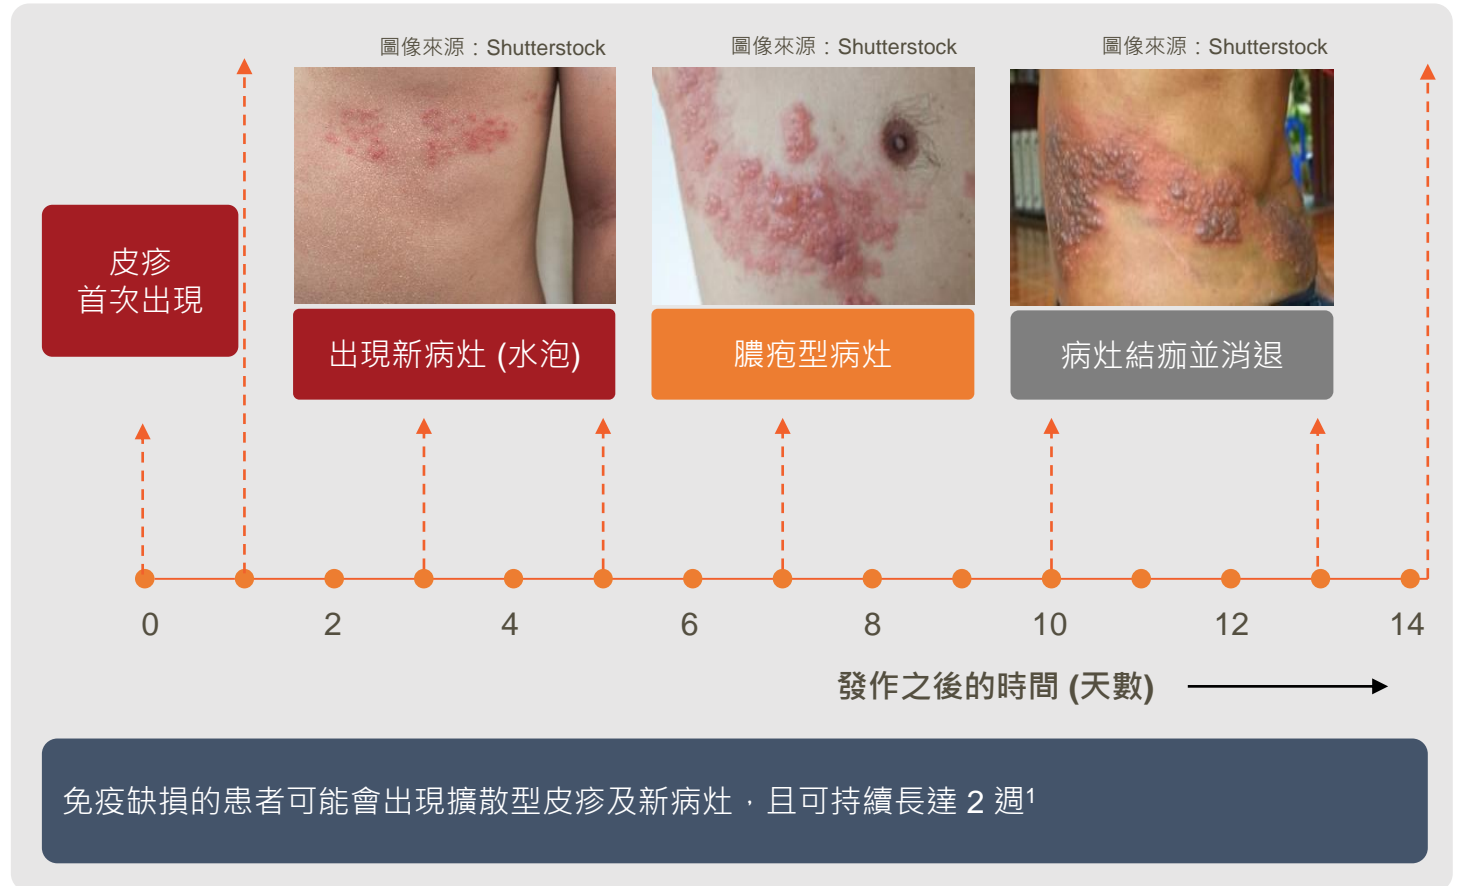 圖像來源：Shutterstock
圖像來源：Shutterstock
圖像來源：Shutterstock
皮疹
首次出現
出現新病灶 (水泡)
膿疱型病灶
病灶結痂並消退
0 2 4 6 8 10 12 14
發作之後的時間 (天數)
免疫缺損的患者可能會出現擴散型皮疹及新病灶，且可持續長達 2 週¹